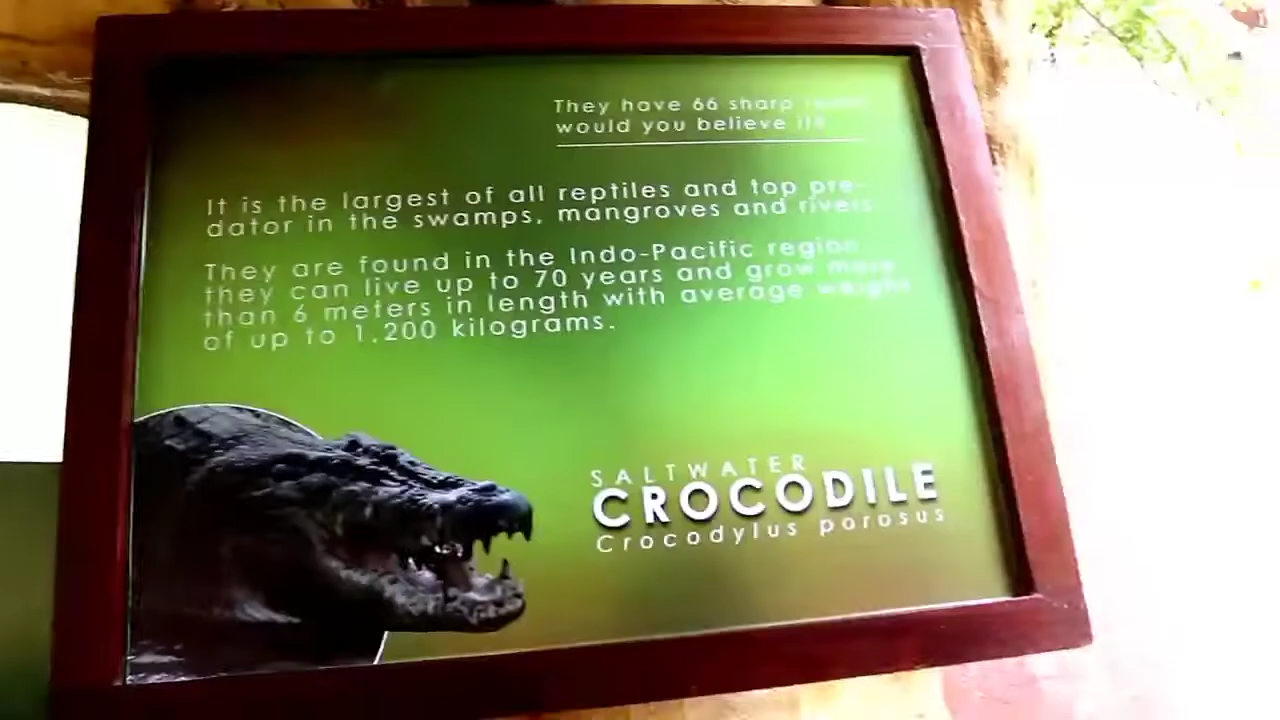 They have 66 sharp
would you believe it?
It is the largest of all reptiles and top pre-
dator in the swamps, mangroves and rivers
They are found in the Indo-Pacific region
they can live up to 70 years and grow more
than 6 meters in length with average weight
of up to 1,200 kilograms.
SALTWATER
CROCODILE
Crocodylus porosus